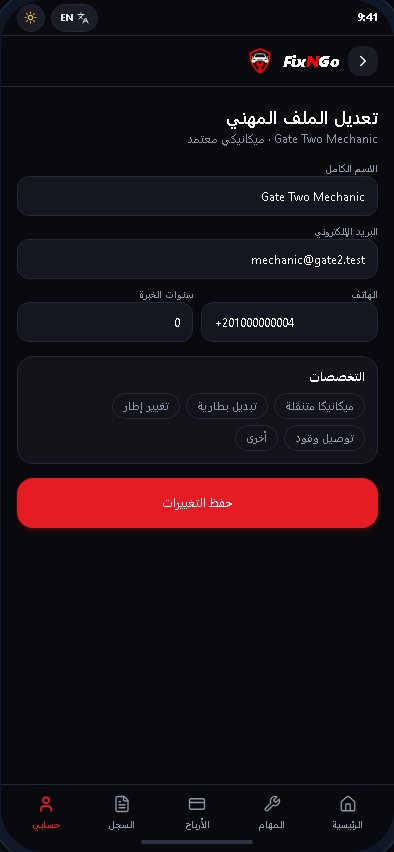 9:41
EN
FixNGo
تعديل الملف المهني
Gate Two Mechanic · ميكانيكي معتمد
الاسم الكامل
Gate Two Mechanic
البريد الإلكتروني
mechanic@gate2.test
الهاتف
+201000000004
سنوات الخبرة
0
التخصصات
ميكانيكا متنقلة
تبديل بطارية
تغيير إطار
توصيل وقود
أخرى
حفظ التغييرات
الرئيسية
المهام
الأرباح
السجل
حسابي